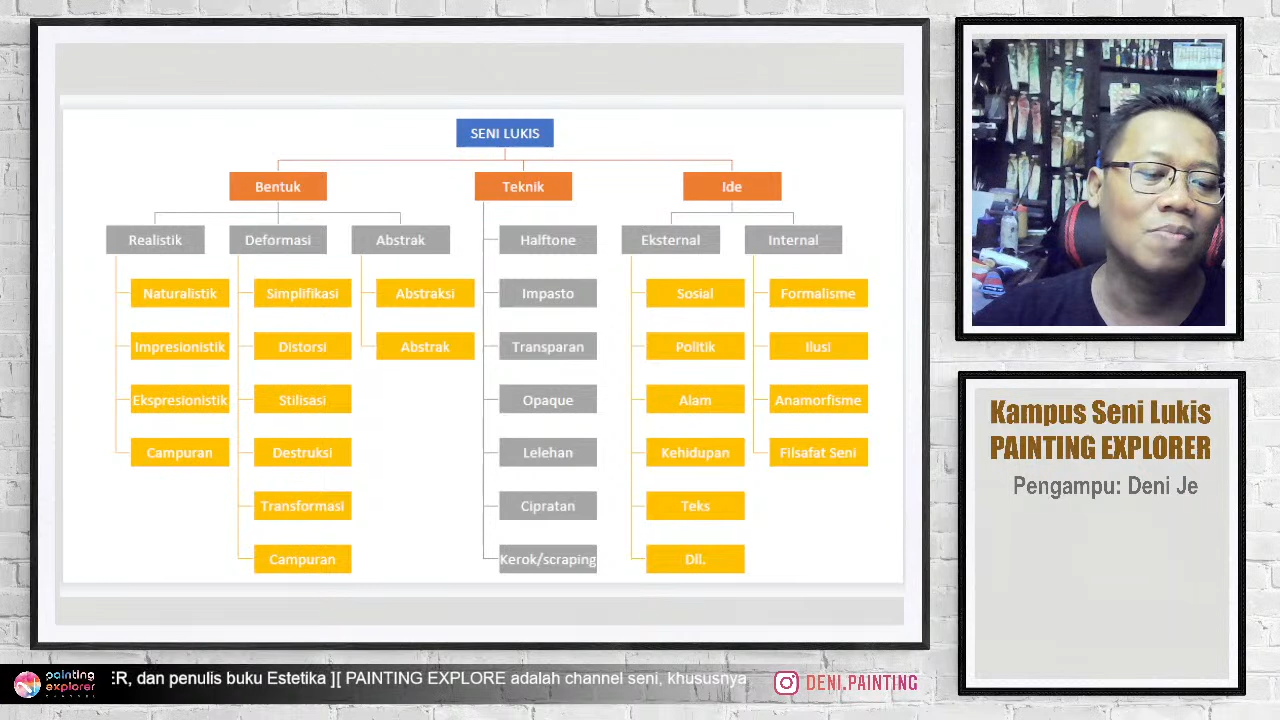 SENI LUKIS
Bentuk
Teknik
Ide
Realistik
Deformasi
Abstrak
Halftone
Eksternal
Internal
Naturalistik
Simplifikasi
Abstraksi
Impasto
Sosial
Formalisme
Impresionistik
Distorsi
Abstrak
Transparan
Politik
Ilusi
Ekspresionistik
Stilisasi
Opaque
Alam
Anamorfisme
Campuran
Destruksi
Lelehan
Kehidupan
Filsafat Seni
Transformasi
Cipratan
Teks
Campuran
Kerok/scraping
Dll.
Kampus Seni Lukis
PAINTING EXPLORER
Pengampu: Deni Je
painting
explorer
CHANNEL
ER, dan penulis buku Estetika ][ PAINTING EXPLORE adalah channel seni, khususnya
DENI.PAINTING